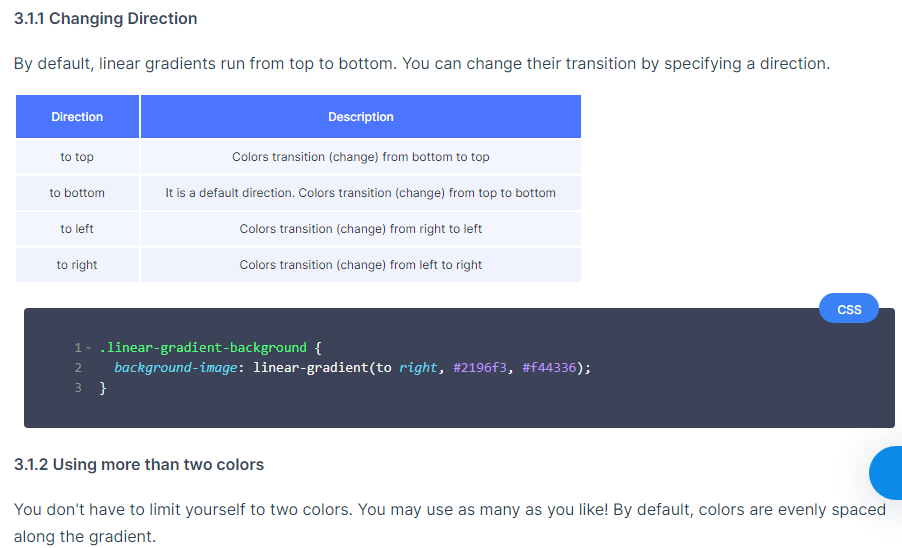 3.1.1 Changing Direction
By default, linear gradients run from top to bottom. You can change their transition by specifying a direction.
Direction Description
to top Colors transition (change) from bottom to top
to bottom It is a default direction. Colors transition (change) from top to bottom
to left Colors transition (change) from right to left
to right Colors transition (change) from left to right
CSS
1 .linear-gradient-background {
2 background-image: linear-gradient(to right, #2196f3, #f44336);
3 }
3.1.2 Using more than two colors
You don't have to limit yourself to two colors. You may use as many as you like! By default, colors are evenly spaced
along the gradient.